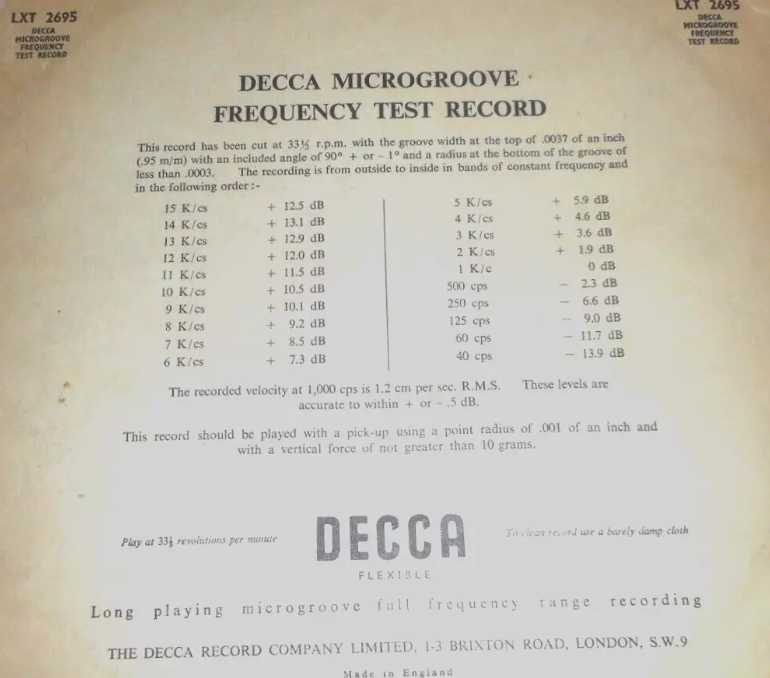 LXT 2695
DECCA
MICROGROOVE
FREQUENCY
TEST RECORD
LXT 2695
DECCA
MICROGROOVE
FREQUENCY
TEST RECORD
DECCA MICROGROOVE
FREQUENCY TEST RECORD
This record has been cut at 33⅓ r.p.m. with the groove width at the top of .0037 of an inch
(.95 m/m) with an included angle of 90° + or - 1° and a radius at the bottom of the groove of
less than .0003. The recording is from outside to inside in bands of constant frequency and
in the following order:-
15 K/cs + 12.5 dB
14 K/cs + 13.1 dB
13 K/cs + 12.9 dB
12 K/cs + 12.0 dB
11 K/cs + 11.5 dB
10 K/cs + 10.5 dB
9 K/cs + 10.1 dB
8 K/cs + 9.2 dB
7 K/cs + 8.5 dB
6 K/cs + 7.3 dB
5 K/cs + 5.9 dB
4 K/cs + 4.6 dB
3 K/cs + 3.6 dB
2 K/cs + 1.9 dB
1 K/c 0 dB
500 cps - 2.3 dB
250 cps - 6.6 dB
125 cps - 9.0 dB
60 cps - 11.7 dB
40 cps - 13.9 dB
The recorded velocity at 1,000 cps is 1.2 cm per sec. R.M.S. These levels are
accurate to within + or - .5 dB.
This record should be played with a pick-up using a point radius of .001 of an inch and
with a vertical force of not greater than 10 grams.
Play at 33⅓ revolutions per minute
DECCA
To clean record use a barely damp cloth
FLEXIBLE
Long playing microgroove full frequency range recording
THE DECCA RECORD COMPANY LIMITED, 1-3 BRIXTON ROAD, LONDON, S.W.9
Made in England